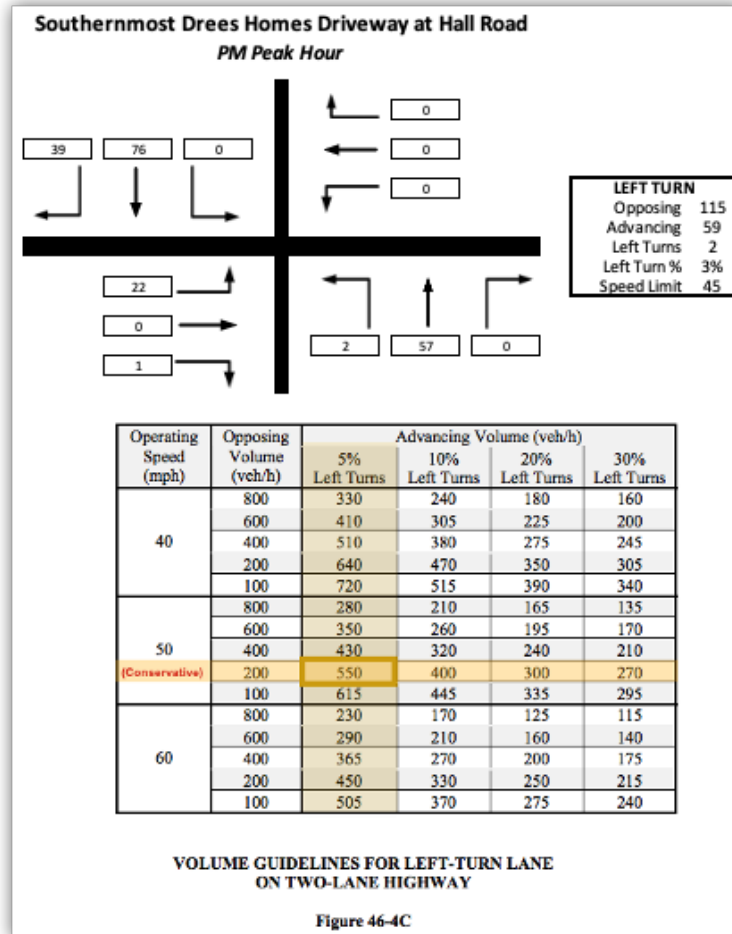 Southernmost Drees Homes Driveway at Hall Road
PM Peak Hour
0
39 76 0
0
0
LEFT TURN
Opposing 115
Advancing 59
Left Turns 2
Left Turn % 3%
Speed Limit 45
22
0
2 57 0
1
Operating Speed (mph) Opposing Volume (veh/h) Advancing Volume (veh/h)
5% Left Turns 10% Left Turns 20% Left Turns 30% Left Turns
800 330 240 180 160
600 410 305 225 200
40 400 510 380 275 245
200 640 470 350 305
100 720 515 390 340
800 280 210 165 135
600 350 260 195 170
50 400 430 320 240 210
(Conservative) 200 550 400 300 270
100 615 445 335 295
800 230 170 125 115
600 290 210 160 140
60 400 365 270 200 175
200 450 330 250 215
100 505 370 275 240
VOLUME GUIDELINES FOR LEFT-TURN LANE
ON TWO-LANE HIGHWAY
Figure 46-4C